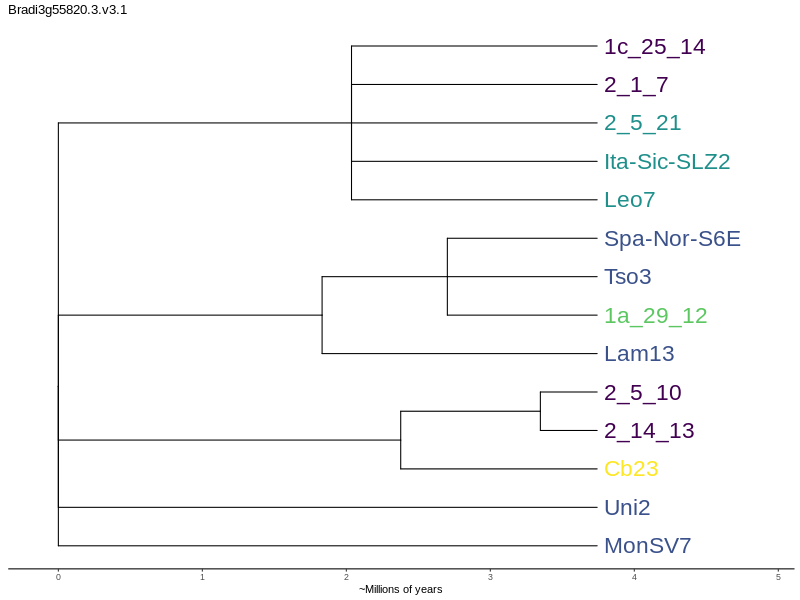 Bradi3g55820.3.v3.1
1c_25_14
2_1_7
2_5_21
Ita-Sic-SLZ2
Leo7
Spa-Nor-S6E
Tso3
1a_29_12
Lam13
2_5_10
2_14_13
Cb23
Uni2
MonSV7
0 1 2 3 4 5
~Millions of years